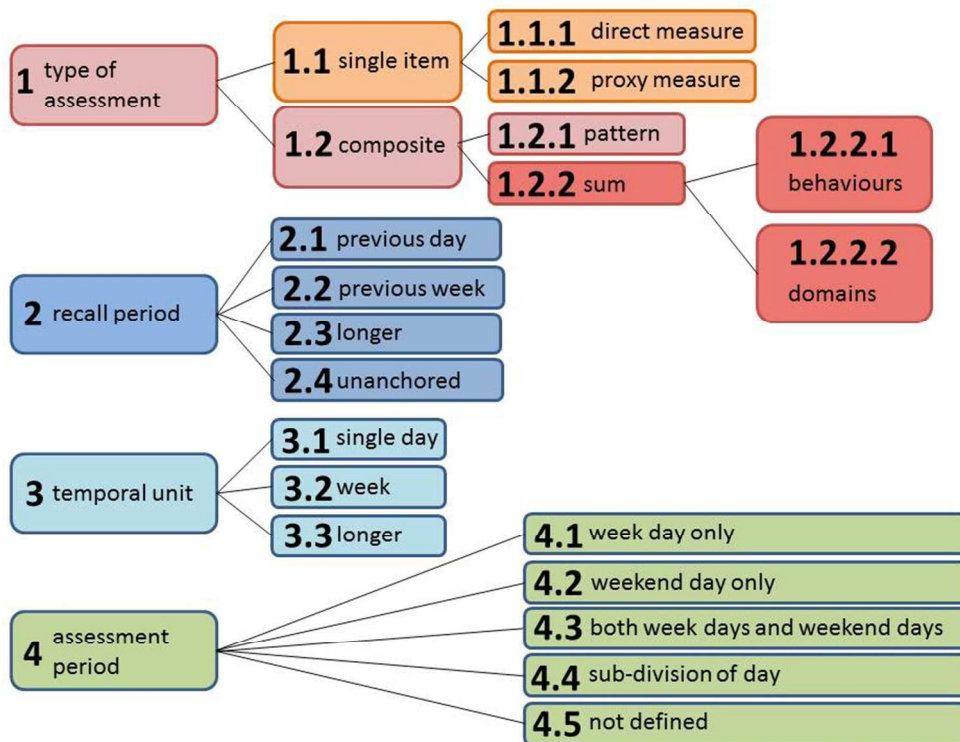 1 type of
assessment
1.1 single item
1.1.1 direct measure
1.1.2 proxy measure
1.2 composite
1.2.1 pattern
1.2.2 sum
1.2.2.1
behaviours
1.2.2.2
domains
2 recall period
2.1 previous day
2.2 previous week
2.3 longer
2.4 unanchored
3 temporal unit
3.1 single day
3.2 week
3.3 longer
4 assessment
period
4.1 week day only
4.2 weekend day only
4.3 both week days and weekend days
4.4 sub-division of day
4.5 not defined